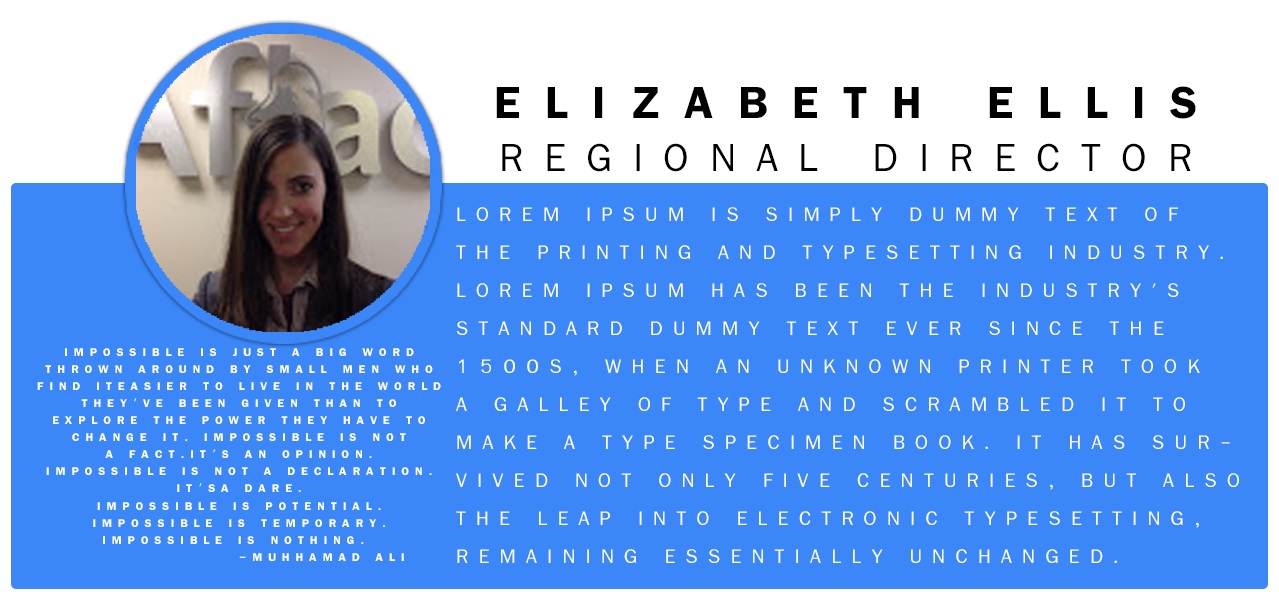 Aflac
ELIZABETH ELLIS
REGIONAL DIRECTOR
LOREM IPSUM IS SIMPLY DUMMY TEXT OF
THE PRINTING AND TYPESETTING INDUSTRY.
LOREM IPSUM HAS BEEN THE INDUSTRY'S
STANDARD DUMMY TEXT EVER SINCE THE
1500S, WHEN AN UNKNOWN PRINTER TOOK
A GALLEY OF TYPE AND SCRAMBLED IT TO
MAKE A TYPE SPECIMEN BOOK. IT HAS SUR-
VIVED NOT ONLY FIVE CENTURIES, BUT ALSO
THE LEAP INTO ELECTRONIC TYPESETTING,
REMAINING ESSENTIALLY UNCHANGED.
IMPOSSIBLE IS JUST A BIG WORD
THROWN AROUND BY SMALL MEN WHO
FIND ITEASIER TO LIVE IN THE WORLD
THEY'VE BEEN GIVEN THAN TO
EXPLORE THE POWER THEY HAVE TO
CHANGE IT. IMPOSSIBLE IS NOT
A FACT.IT'S AN OPINION.
IMPOSSIBLE IS NOT A DECLARATION.
IT'SA DARE.
IMPOSSIBLE IS POTENTIAL.
IMPOSSIBLE IS TEMPORARY.
IMPOSSIBLE IS NOTHING.
-MUHHAMAD ALI